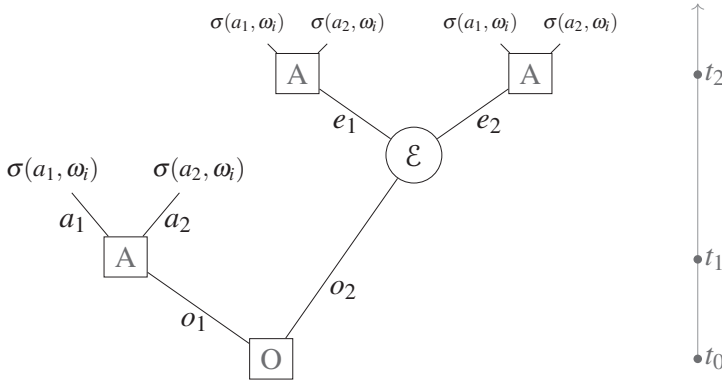 σ(a₁, ωᵢ) σ(a₂, ωᵢ) σ(a₁, ωᵢ) σ(a₂, ωᵢ)
A A t₂
e₁ e₂
ℰ
σ(a₁, ωᵢ) σ(a₂, ωᵢ)
a₁ a₂
A t₁
o₂
o₁
O t₀